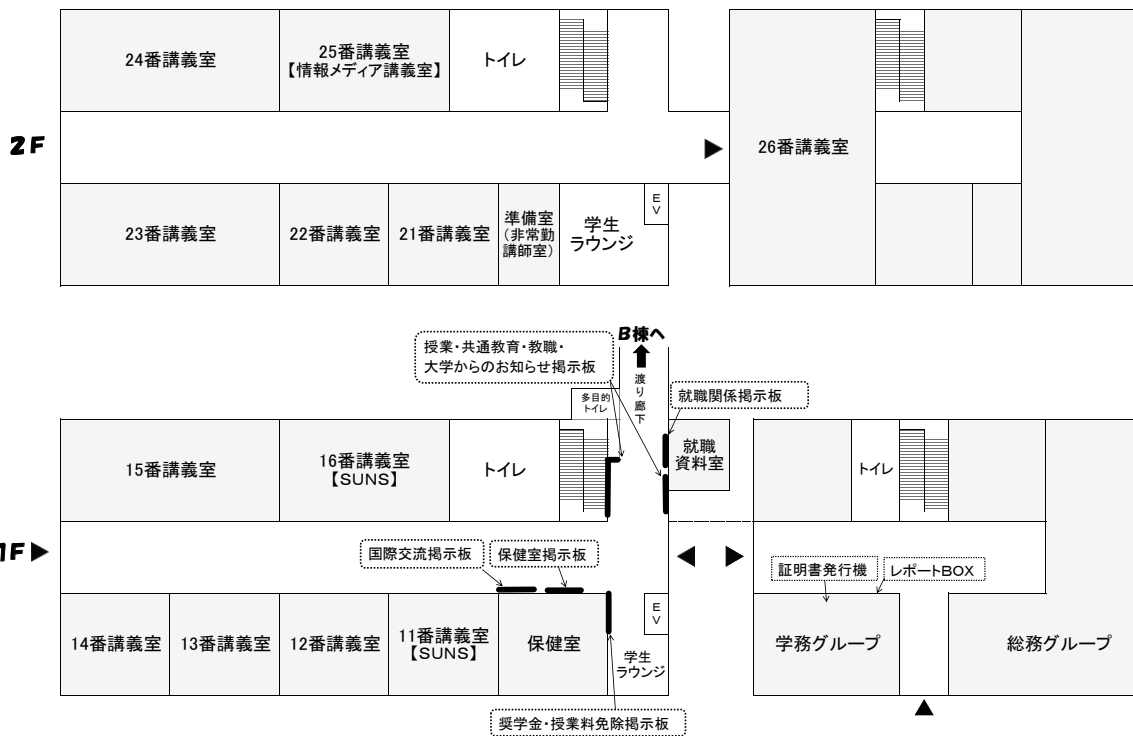 24番講義室
25番講義室
【情報メディア講義室】
トイレ
2F
26番講義室
23番講義室
22番講義室
21番講義室
準備室
(非常勤
講師室)
学生
ラウンジ
EV
B棟へ
授業・共通教育・教職・
大学からのお知らせ掲示板
渡り廊下
多目的
トイレ
就職関係掲示板
15番講義室
16番講義室
【SUNS】
トイレ
就職
資料室
トイレ
1F
国際交流掲示板
保健室掲示板
証明書発行機
レポートBOX
14番講義室
13番講義室
12番講義室
11番講義室
【SUNS】
保健室
EV
学生
ラウンジ
学務グループ
総務グループ
奨学金・授業料免除掲示板